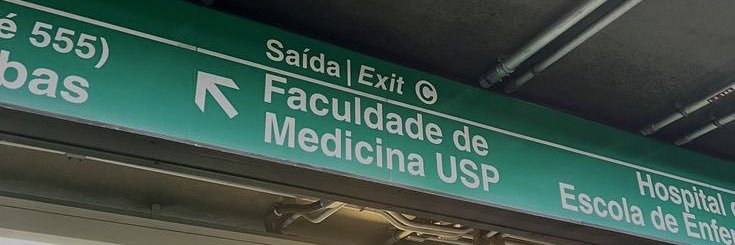 é 555)
bas
Saída | Exit C
Faculdade de
Medicina USP
Hospital
Escola de Enfe